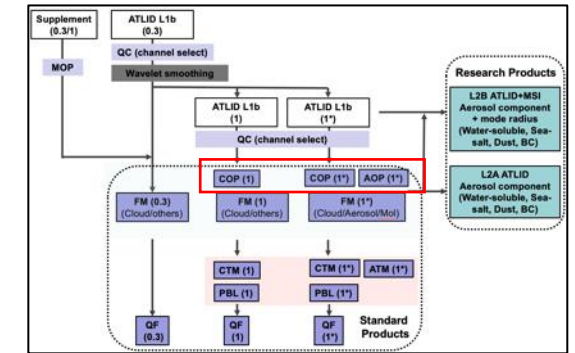 Supplement
(0.3/1)
ATLID L1b
(0.3)
MOP
QC (channel select)
Wavelet smoothing
ATLID L1b
(1)
ATLID L1b
(1*)
QC (channel select)
COP (1)
COP (1*)
AOP (1*)
FM (0.3)
(Cloud/others)
FM (1)
(Cloud/others)
FM (1*)
(Cloud/Aerosol/Mol)
CTM (1)
CTM (1*)
ATM (1*)
PBL (1)
PBL (1*)
QF
(0.3)
QF
(1)
QF
(1*)
Standard
Products
Research Products
L2B ATLID+MSI
Aerosol component
+ mode radius
(Water-soluble, Sea-
salt, Dust, BC)
L2A ATLID
Aerosol component
(Water-soluble, Sea-
salt, Dust, BC)